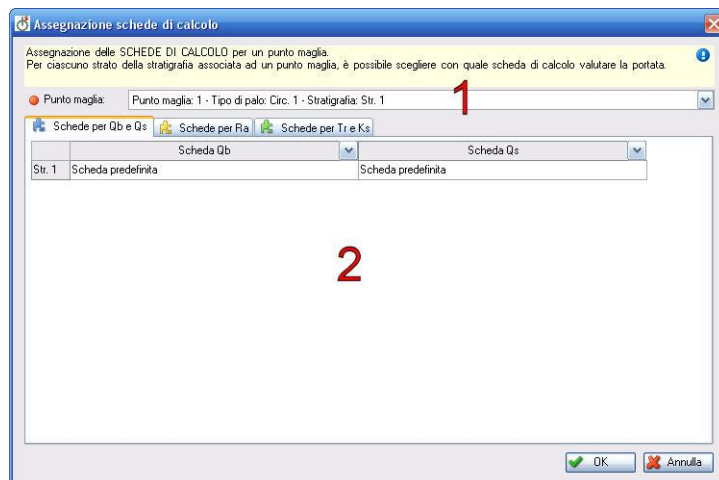 Assegnazione schede di calcolo
Assegnazione delle SCHEDE DI CALCOLO per un punto maglia.
Per ciascuno strato della stratigrafia associata ad un punto maglia, è possibile scegliere con quale scheda di calcolo valutare la portata.
Punto maglia: Punto maglia: 1 - Tipo di palo: Circ. 1 - Stratigrafia: Str. 1
1
Schede per Qb e Qs Schede per Ra Schede per Tr e Ks
Scheda Qb Scheda Qs
Str. 1 Scheda predefinita Scheda predefinita
2
OK Annulla